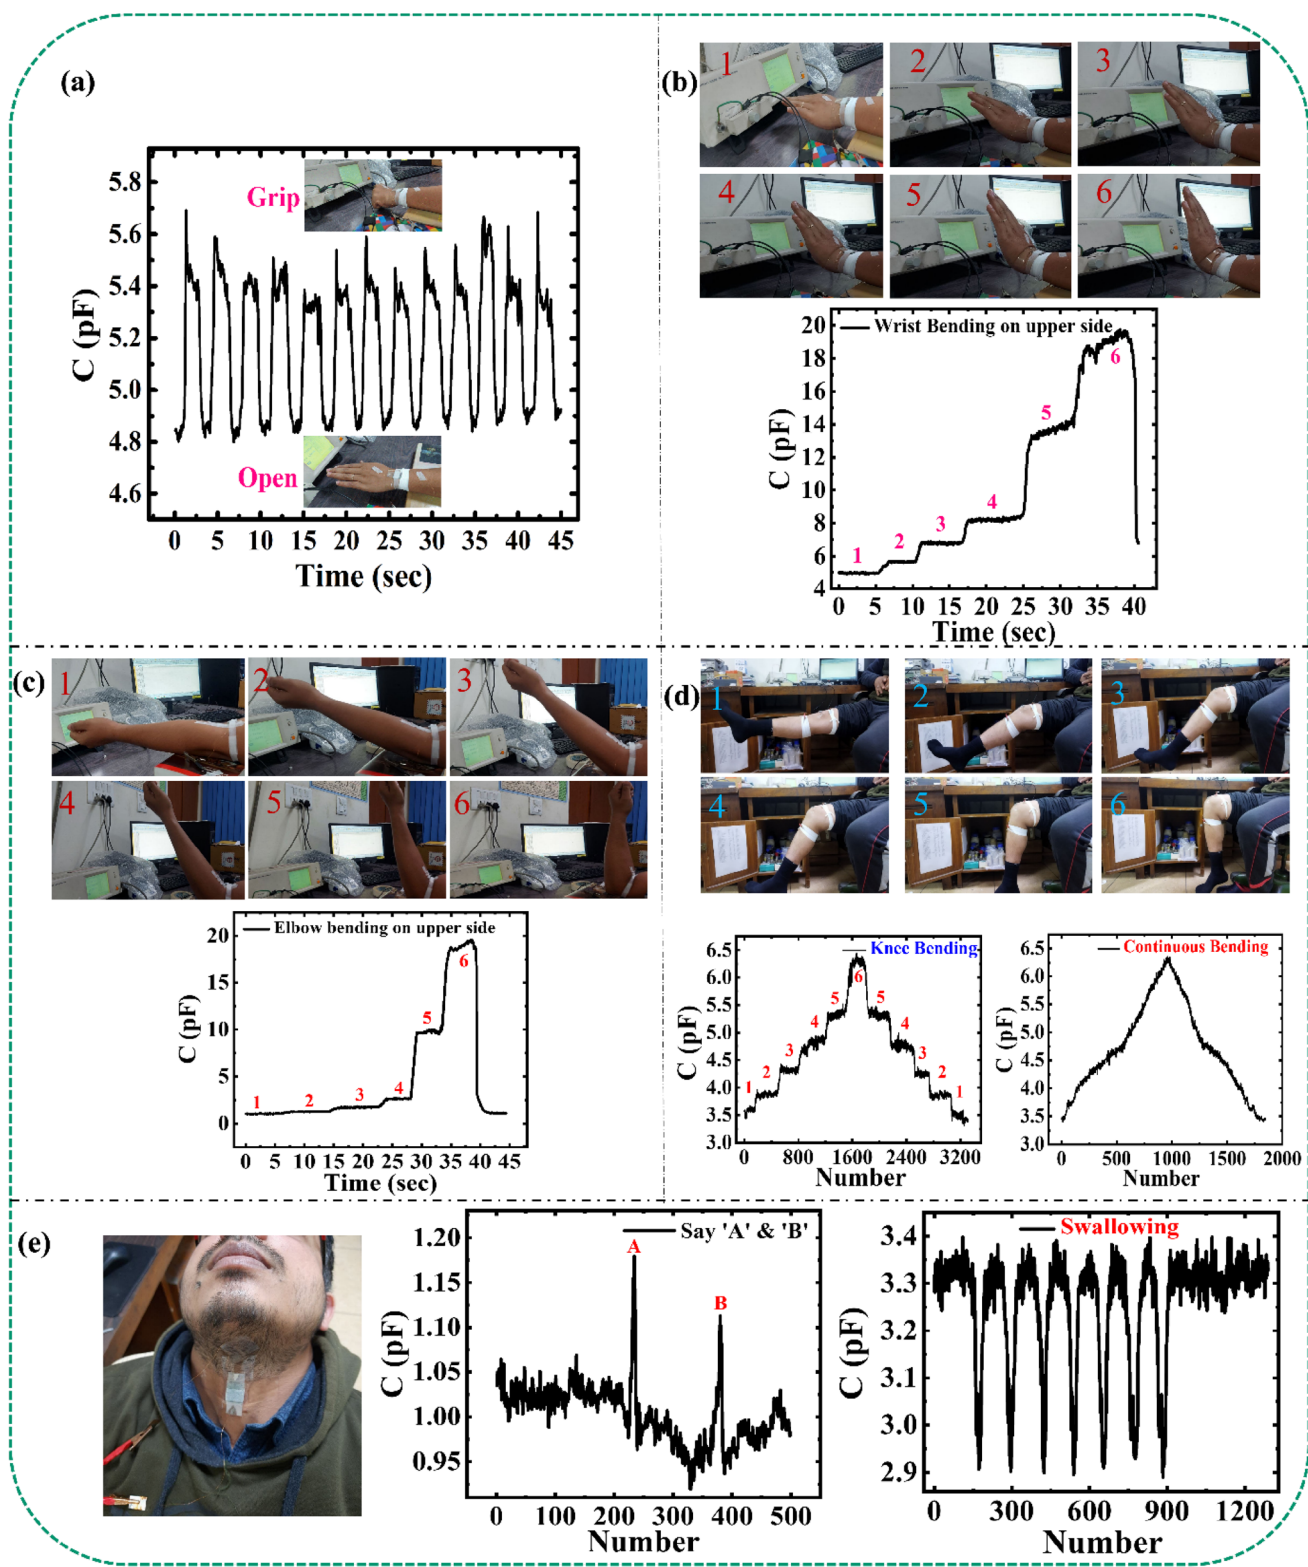 (a)
5.8
5.6
5.4
5.2
5.0
4.8
4.6
C (pF)
Grip
Open
0 5 10 15 20 25 30 35 40 45
Time (sec)
(b)
1 2 3
4 5 6
Wrist Bending on upper side
20
18
16
14
12
10
8
6
4
C (pF)
1 2 3 4 5 6
0 5 10 15 20 25 30 35 40
Time (sec)
(c)
1 2 3
4 5 6
Elbow bending on upper side
20
15
10
5
0
C (pF)
1 2 3 4 5 6
0 5 10 15 20 25 30 35 40 45
Time (sec)
(d)
1 2 3
4 5 6
Knee Bending
6.5
6.0
5.5
5.0
4.5
4.0
3.5
3.0
C (pF)
1 2 3 4 5 6 5 4 3 2 1
0 800 1600 2400 3200
Number
Continuous Bending
6.5
6.0
5.5
5.0
4.5
4.0
3.5
3.0
C (pF)
0 500 1000 1500 2000
Number
(e)
Say 'A' & 'B'
1.20
1.15
1.10
1.05
1.00
0.95
C (pF)
A
B
0 100 200 300 400 500
Number
Swallowing
3.4
3.3
3.2
3.1
3.0
2.9
C (pF)
0 300 600 900 1200
Number